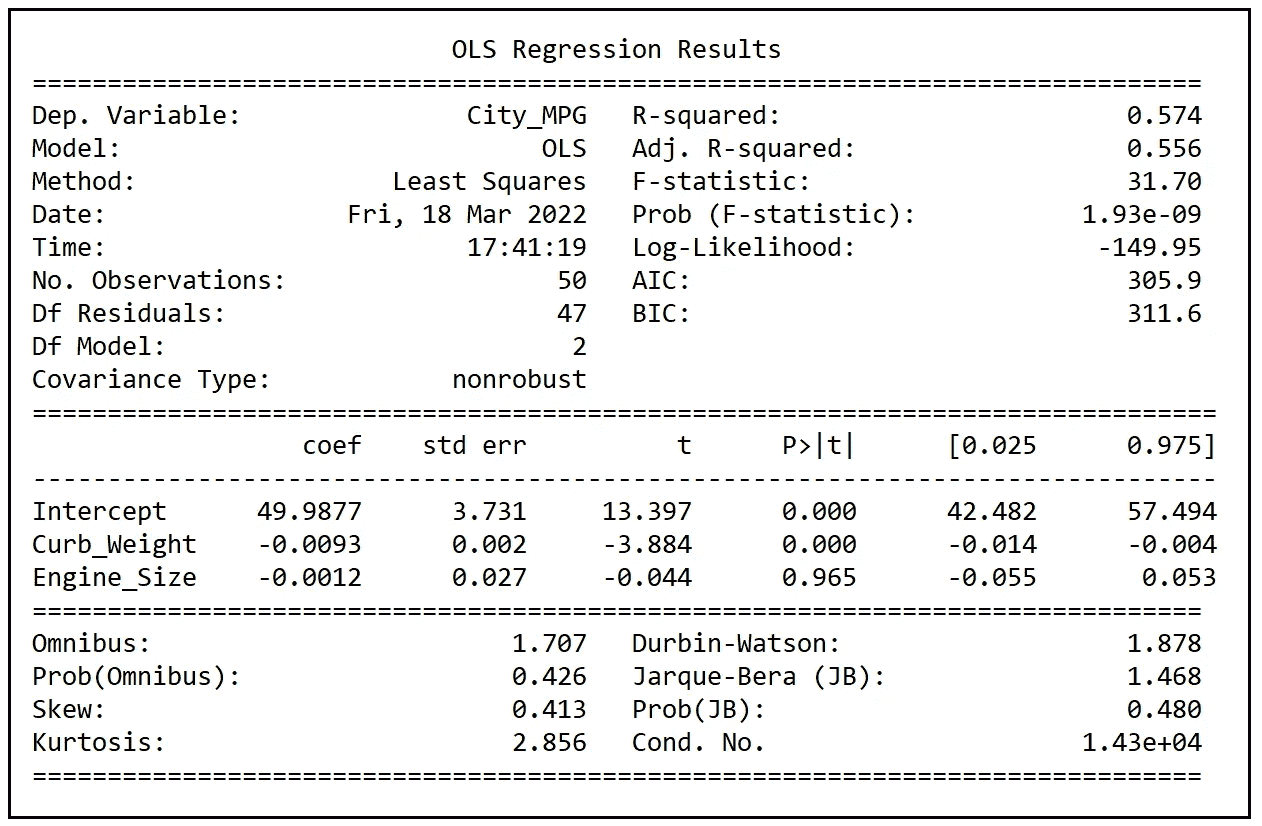 OLS Regression Results
==============================================================================
Dep. Variable: City_MPG R-squared: 0.574
Model: OLS Adj. R-squared: 0.556
Method: Least Squares F-statistic: 31.70
Date: Fri, 18 Mar 2022 Prob (F-statistic): 1.93e-09
Time: 17:41:19 Log-Likelihood: -149.95
No. Observations: 50 AIC: 305.9
Df Residuals: 47 BIC: 311.6
Df Model: 2
Covariance Type: nonrobust
===============================================================================
coef std err t P>|t| [0.025 0.975]
-------------------------------------------------------------------------------
Intercept 49.9877 3.731 13.397 0.000 42.482 57.494
Curb_Weight -0.0093 0.002 -3.884 0.000 -0.014 -0.004
Engine_Size -0.0012 0.027 -0.044 0.965 -0.055 0.053
==============================================================================
Omnibus: 1.707 Durbin-Watson: 1.878
Prob(Omnibus): 0.426 Jarque-Bera (JB): 1.468
Skew: 0.413 Prob(JB): 0.480
Kurtosis: 2.856 Cond. No. 1.43e+04
==============================================================================